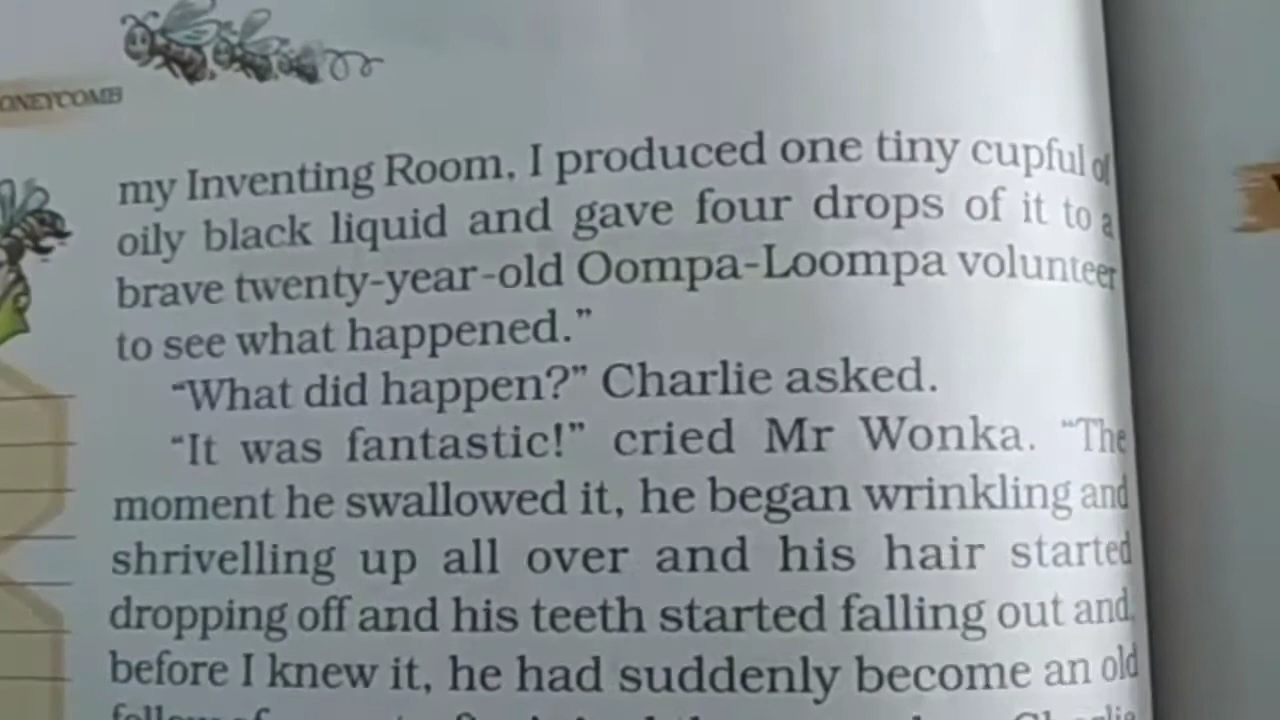 ONEYCOMB
my Inventing Room, I produced one tiny cupful of
oily black liquid and gave four drops of it to a
brave twenty-year-old Oompa-Loompa volunteer
to see what happened.”
“What did happen?” Charlie asked.
“It was fantastic!” cried Mr Wonka. “The
moment he swallowed it, he began wrinkling and
shrivelling up all over and his hair started
dropping off and his teeth started falling out and,
before I knew it, he had suddenly become an old